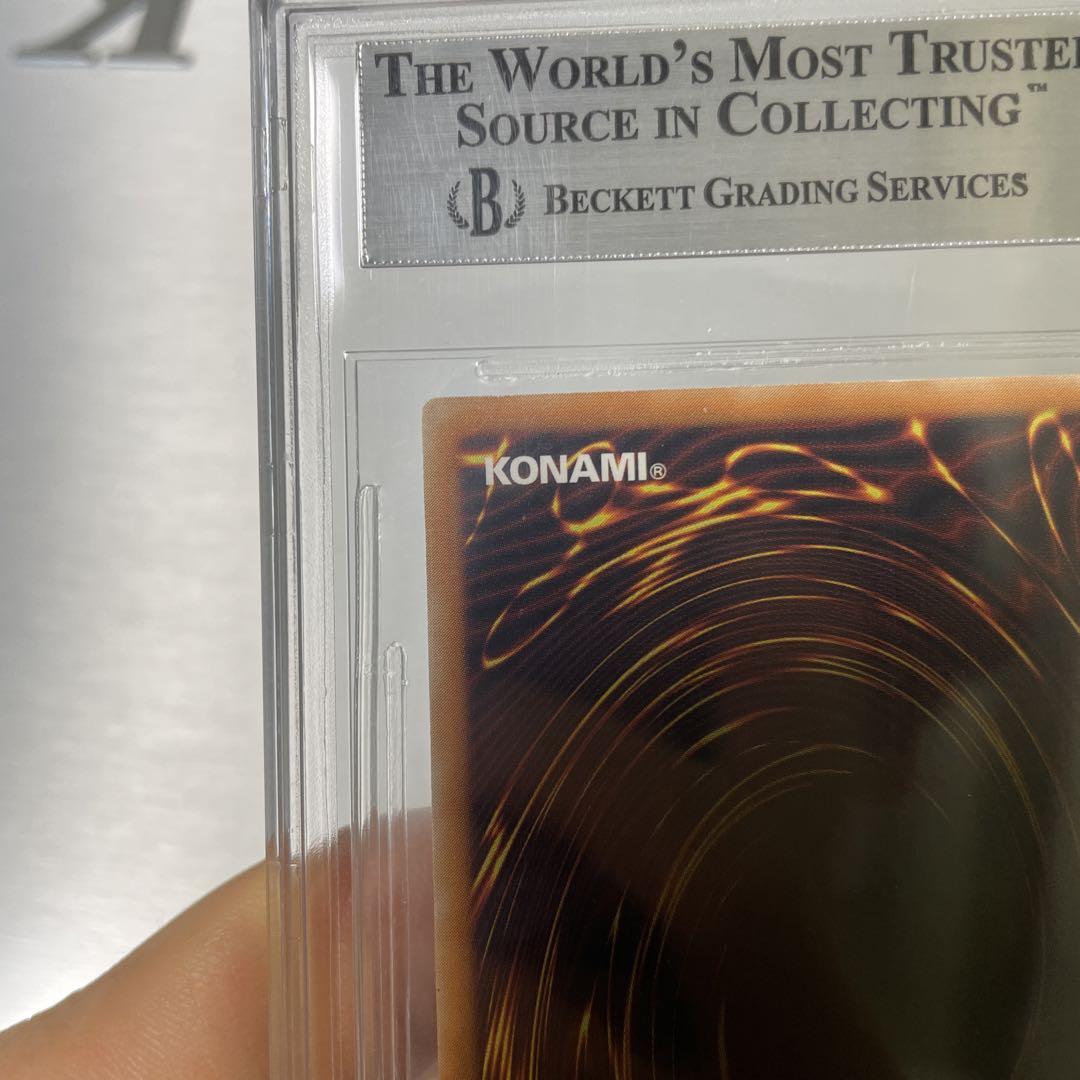 THE WORLD'S MOST TRUSTE
SOURCE IN COLLECTING™
B BECKETT GRADING SERVICES
KONAMI®